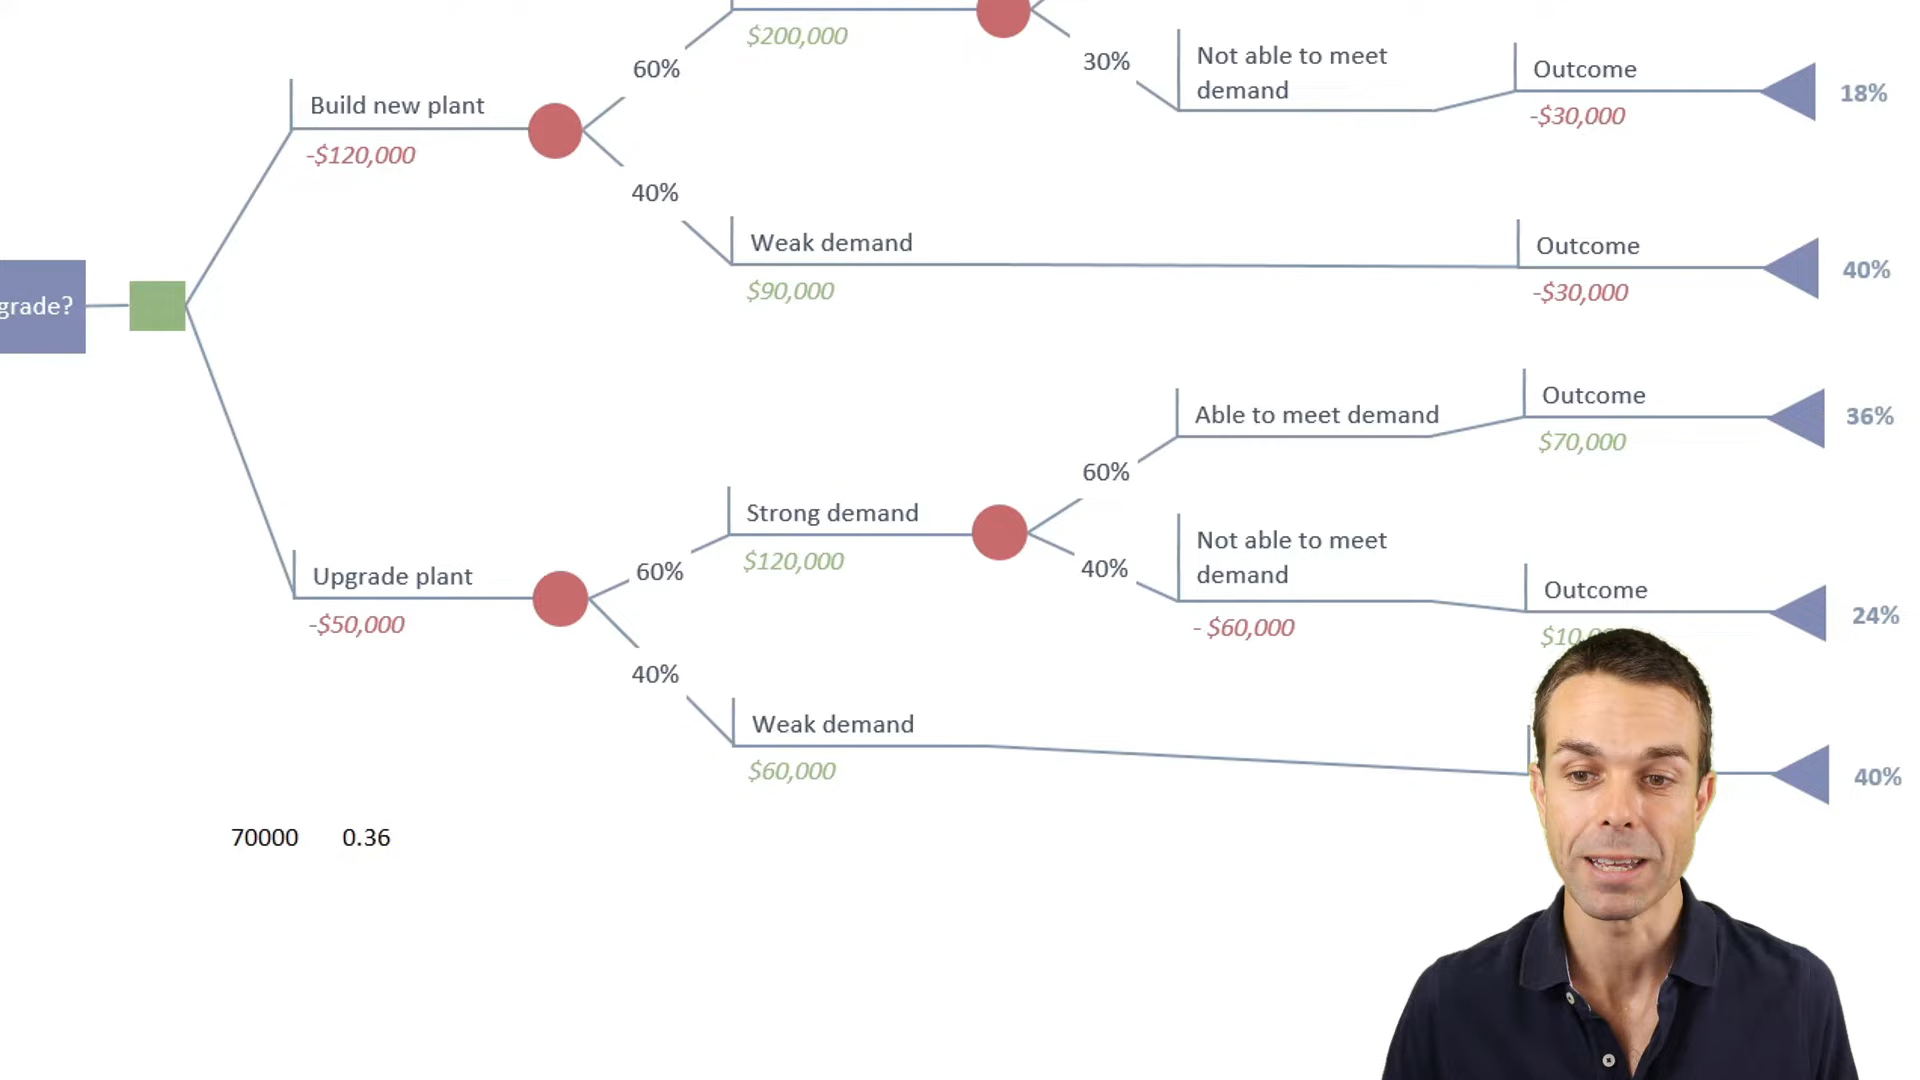 $200,000
60%
30%
Not able to meet
demand
Outcome
-$30,000
18%
Build new plant
-$120,000
40%
Weak demand
$90,000
Outcome
-$30,000
40%
grade?
Able to meet demand
Outcome
$70,000
36%
60%
Strong demand
$120,000
40%
Not able to meet
demand
- $60,000
Outcome
24%
Upgrade plant
-$50,000
60%
40%
Weak demand
$60,000
40%
70000 0.36